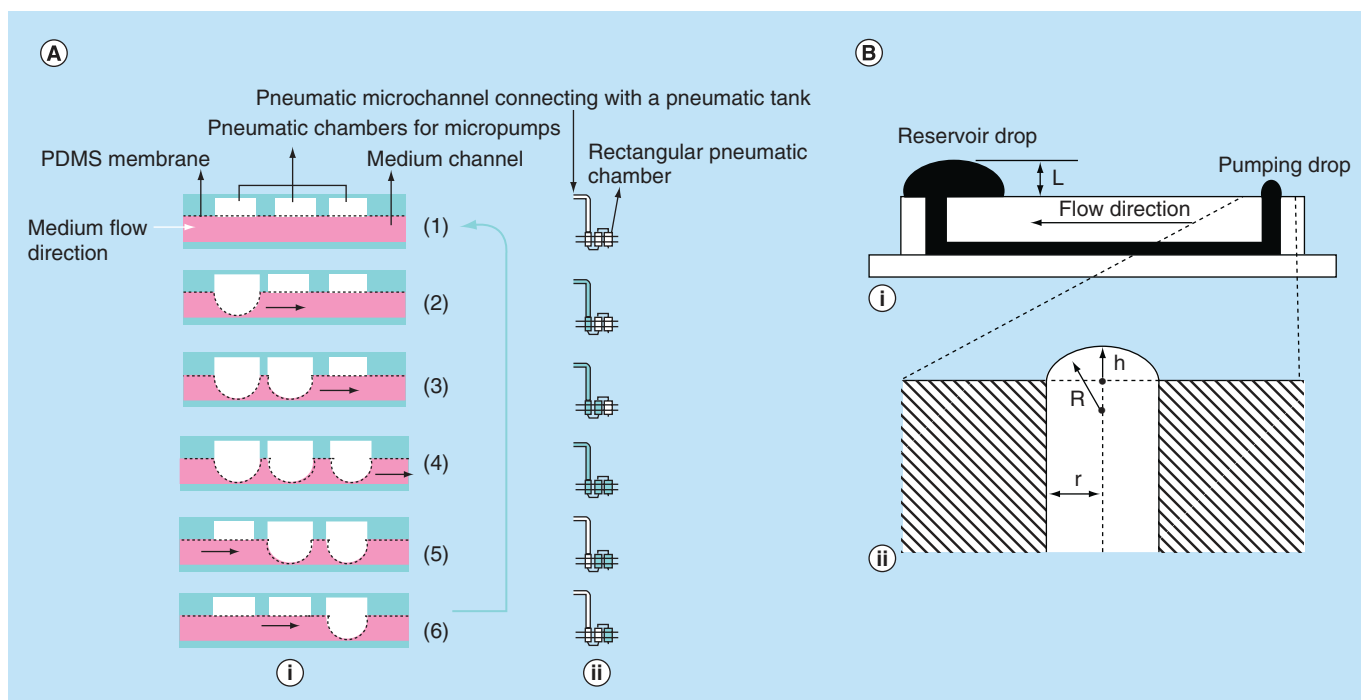 A
Pneumatic microchannel connecting with a pneumatic tank
Pneumatic chambers for micropumps
PDMS membrane
Medium channel
Rectangular pneumatic
chamber
Medium flow
direction
(1)
(2)
(3)
(4)
(5)
(6)
i
ii
B
Reservoir drop
L
Pumping drop
Flow direction
i
h
R
r
ii